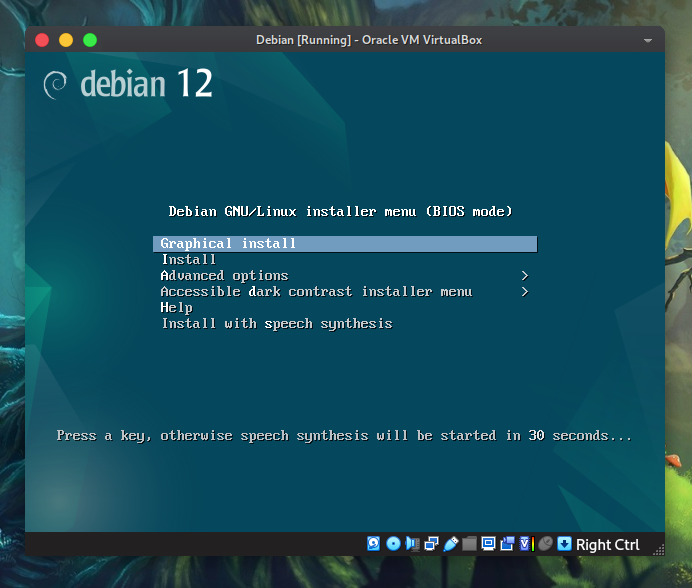 Debian [Running] - Oracle VM VirtualBox
debian 12
Debian GNU/Linux installer menu (BIOS mode)
Graphical install
Install
Advanced options >
Accessible dark contrast installer menu >
Help
Install with speech synthesis
Press a key, otherwise speech synthesis will be started in 30 seconds...
Right Ctrl